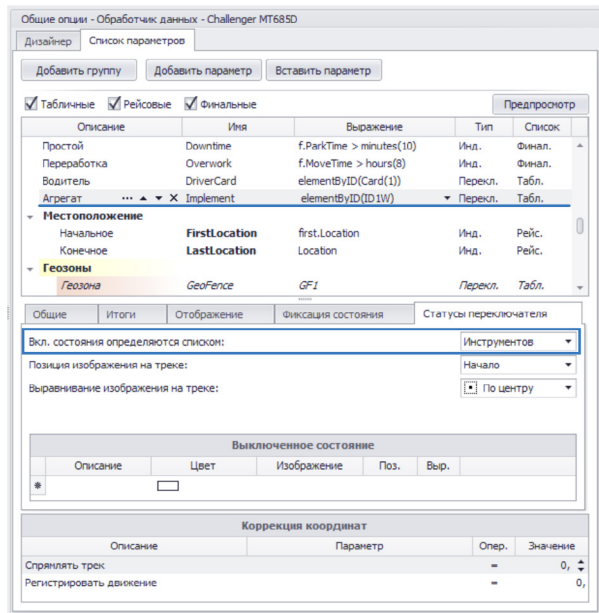 Общие опции - Обработчик данных - Challenger MT685D
Дизайнер Список параметров
Добавить группу Добавить параметр Вставить параметр
Табличные Рейсовые Финальные Предпросмотр
Описание Имя Выражение Тип Список
Простой Downtime f.ParkTime > minutes(10) Инд. Финал.
Переработка Overwork f.MoveTime > hours(8) Инд. Финал.
Водитель DriverCard elementByID(Card(1)) Перекл. Табл.
Агрегат Implement elementByID(ID1W) Перекл. Табл.
Местоположение
Начальное FirstLocation first.Location Инд. Рейс.
Конечное LastLocation Location Инд. Рейс.
Геозоны
Геозона GeoFence GF1 Перекл. Табл.
Общие Итоги Отображение Фиксация состояния Статусы переключателя
Вкл. состояния определяются списком: Инструментов
Позиция изображения на треке: Начало
Выравнивание изображения на треке: По центру
Выключенное состояние
Описание Цвет Изображение Поз. Выр.
Коррекция координат
Описание Параметр Опер. Значение
Спрямлять трек = 0,
Регистрировать движение = 0,